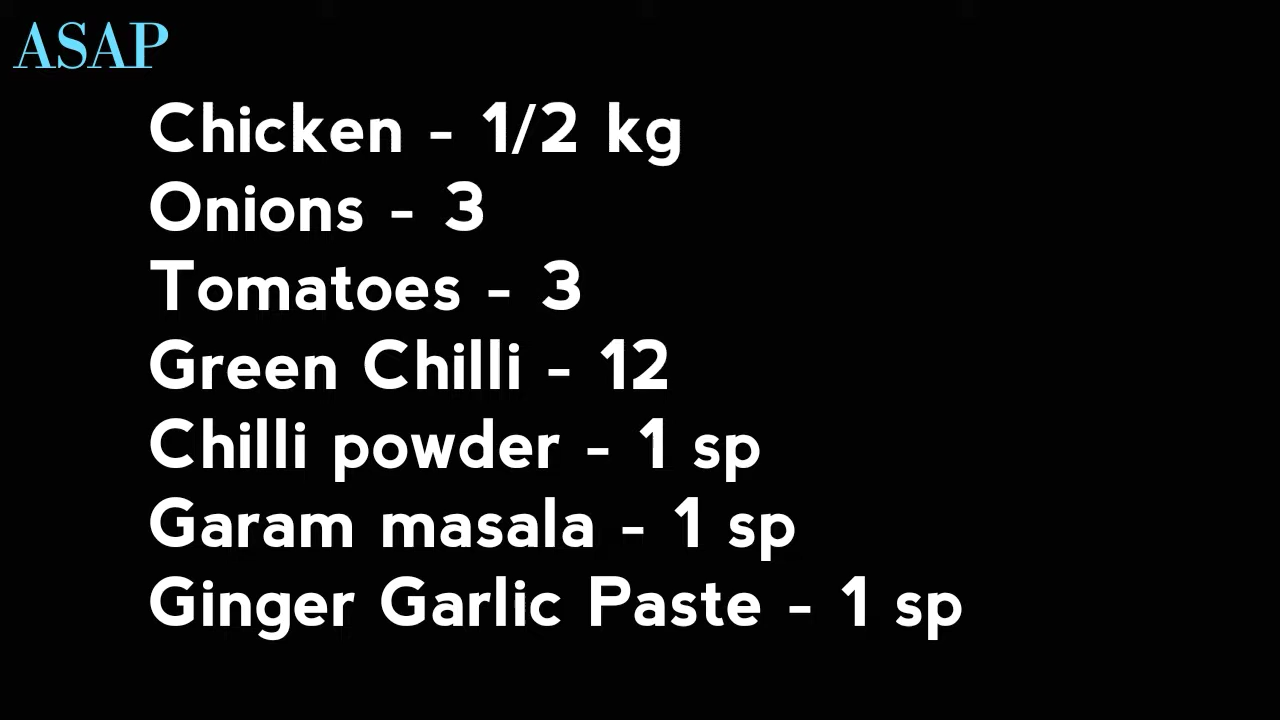 ASAP
Chicken - 1/2 kg
Onions - 3
Tomatoes - 3
Green Chilli - 12
Chilli powder - 1 sp
Garam masala - 1 sp
Ginger Garlic Paste - 1 sp